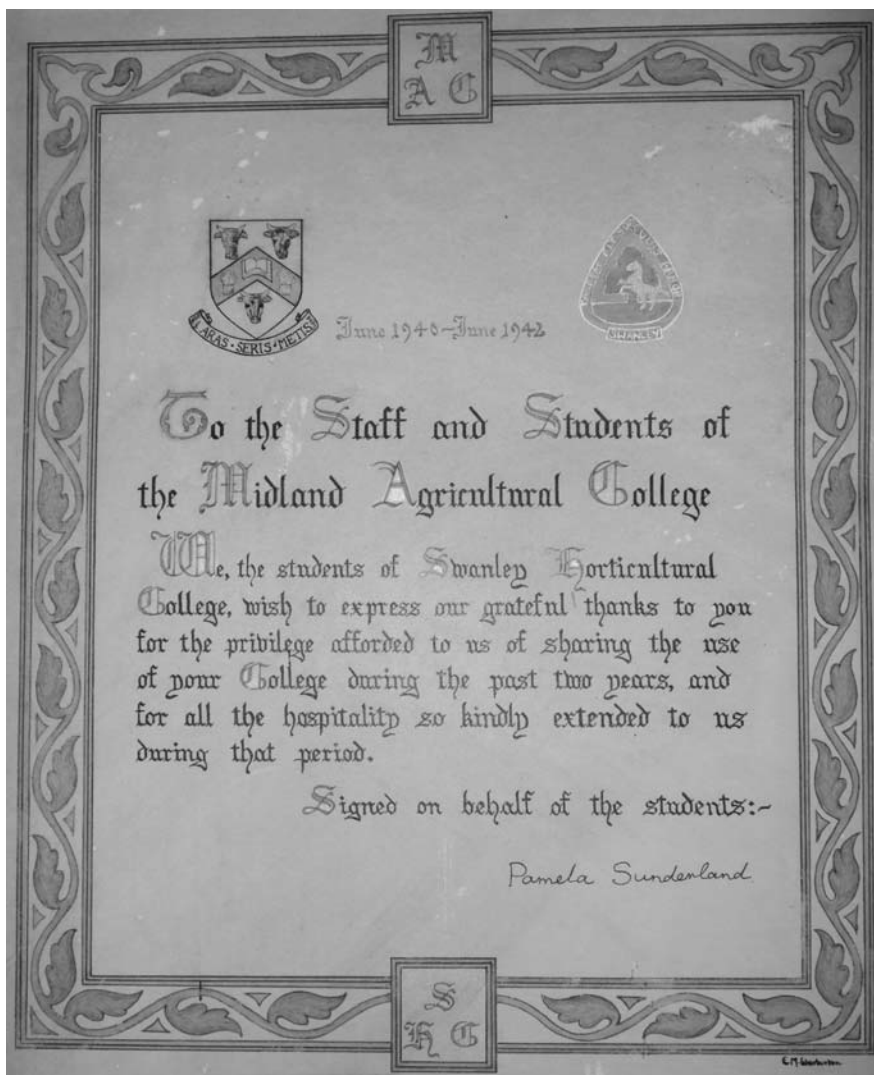 M
A C
ARAS · SERIS · METIS
June 1940–June 1942
SWANLEY
To the Staff and Students of
the Midland Agricultural College
We, the students of Swanley Horticultural
College, wish to express our grateful thanks to you
for the privilege afforded to us of sharing the use
of your College during the past two years, and
for all the hospitality so kindly extended to us
during that period.
Signed on behalf of the students:~
Pamela Sunderland
S
H C